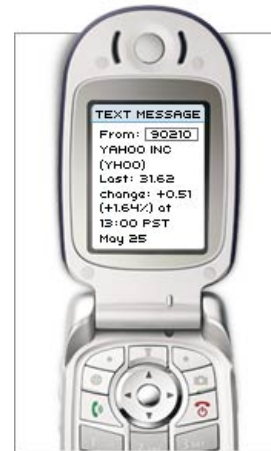 TEXT MESSAGE
From: 90210
YAHOO INC
(YHOO)
Last: 31.62
change: +0.51
(+1.64%) at
13:00 PST
May 25